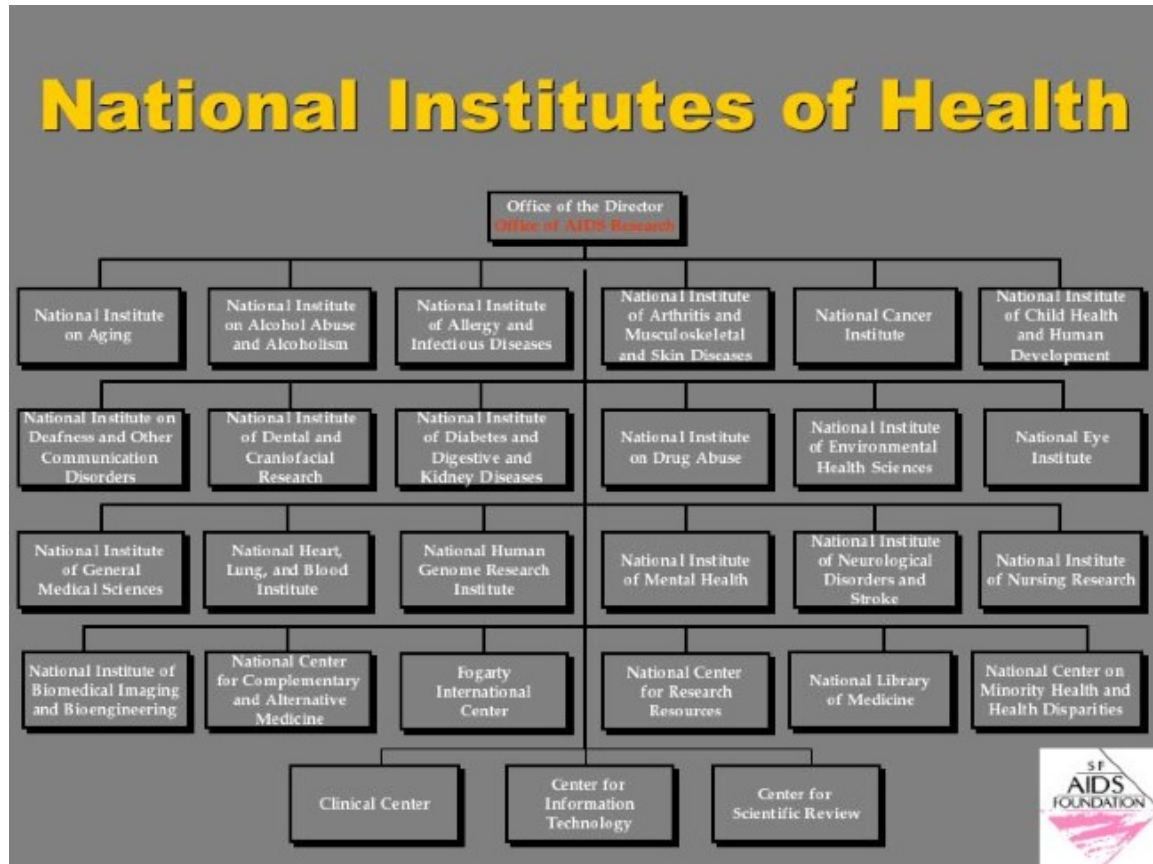 National Institutes of Health
Office of the Director
Office of AIDS Research
National Institute
on Aging
National Institute
on Alcohol Abuse
and Alcoholism
National Institute
of Allergy and
Infectious Diseases
National Institute
of Arthritis and
Musculoskeletal
and Skin Diseases
National Cancer
Institute
National Institute
of Child Health
and Human
Development
National Institute on
Deafness and Other
Communication
Disorders
National Institute
of Dental and
Craniofacial
Research
National Institute
of Diabetes and
Digestive and
Kidney Diseases
National Institute
on Drug Abuse
National Institute
of Environmental
Health Sciences
National Eye
Institute
National Institute
of General
Medical Sciences
National Heart,
Lung, and Blood
Institute
National Human
Genome Research
Institute
National Institute
of Mental Health
National Institute
of Neurological
Disorders and
Stroke
National Institute
of Nursing Research
National Institute of
Biomedical Imaging
and Bioengineering
National Center
for Complementary
and Alternative
Medicine
Fogarty
International
Center
National Center
for Research
Resources
National Library
of Medicine
National Center on
Minority Health and
Health Disparities
Clinical Center
Center for
Information
Technology
Center for
Scientific Review
SF
AIDS
FOUNDATION